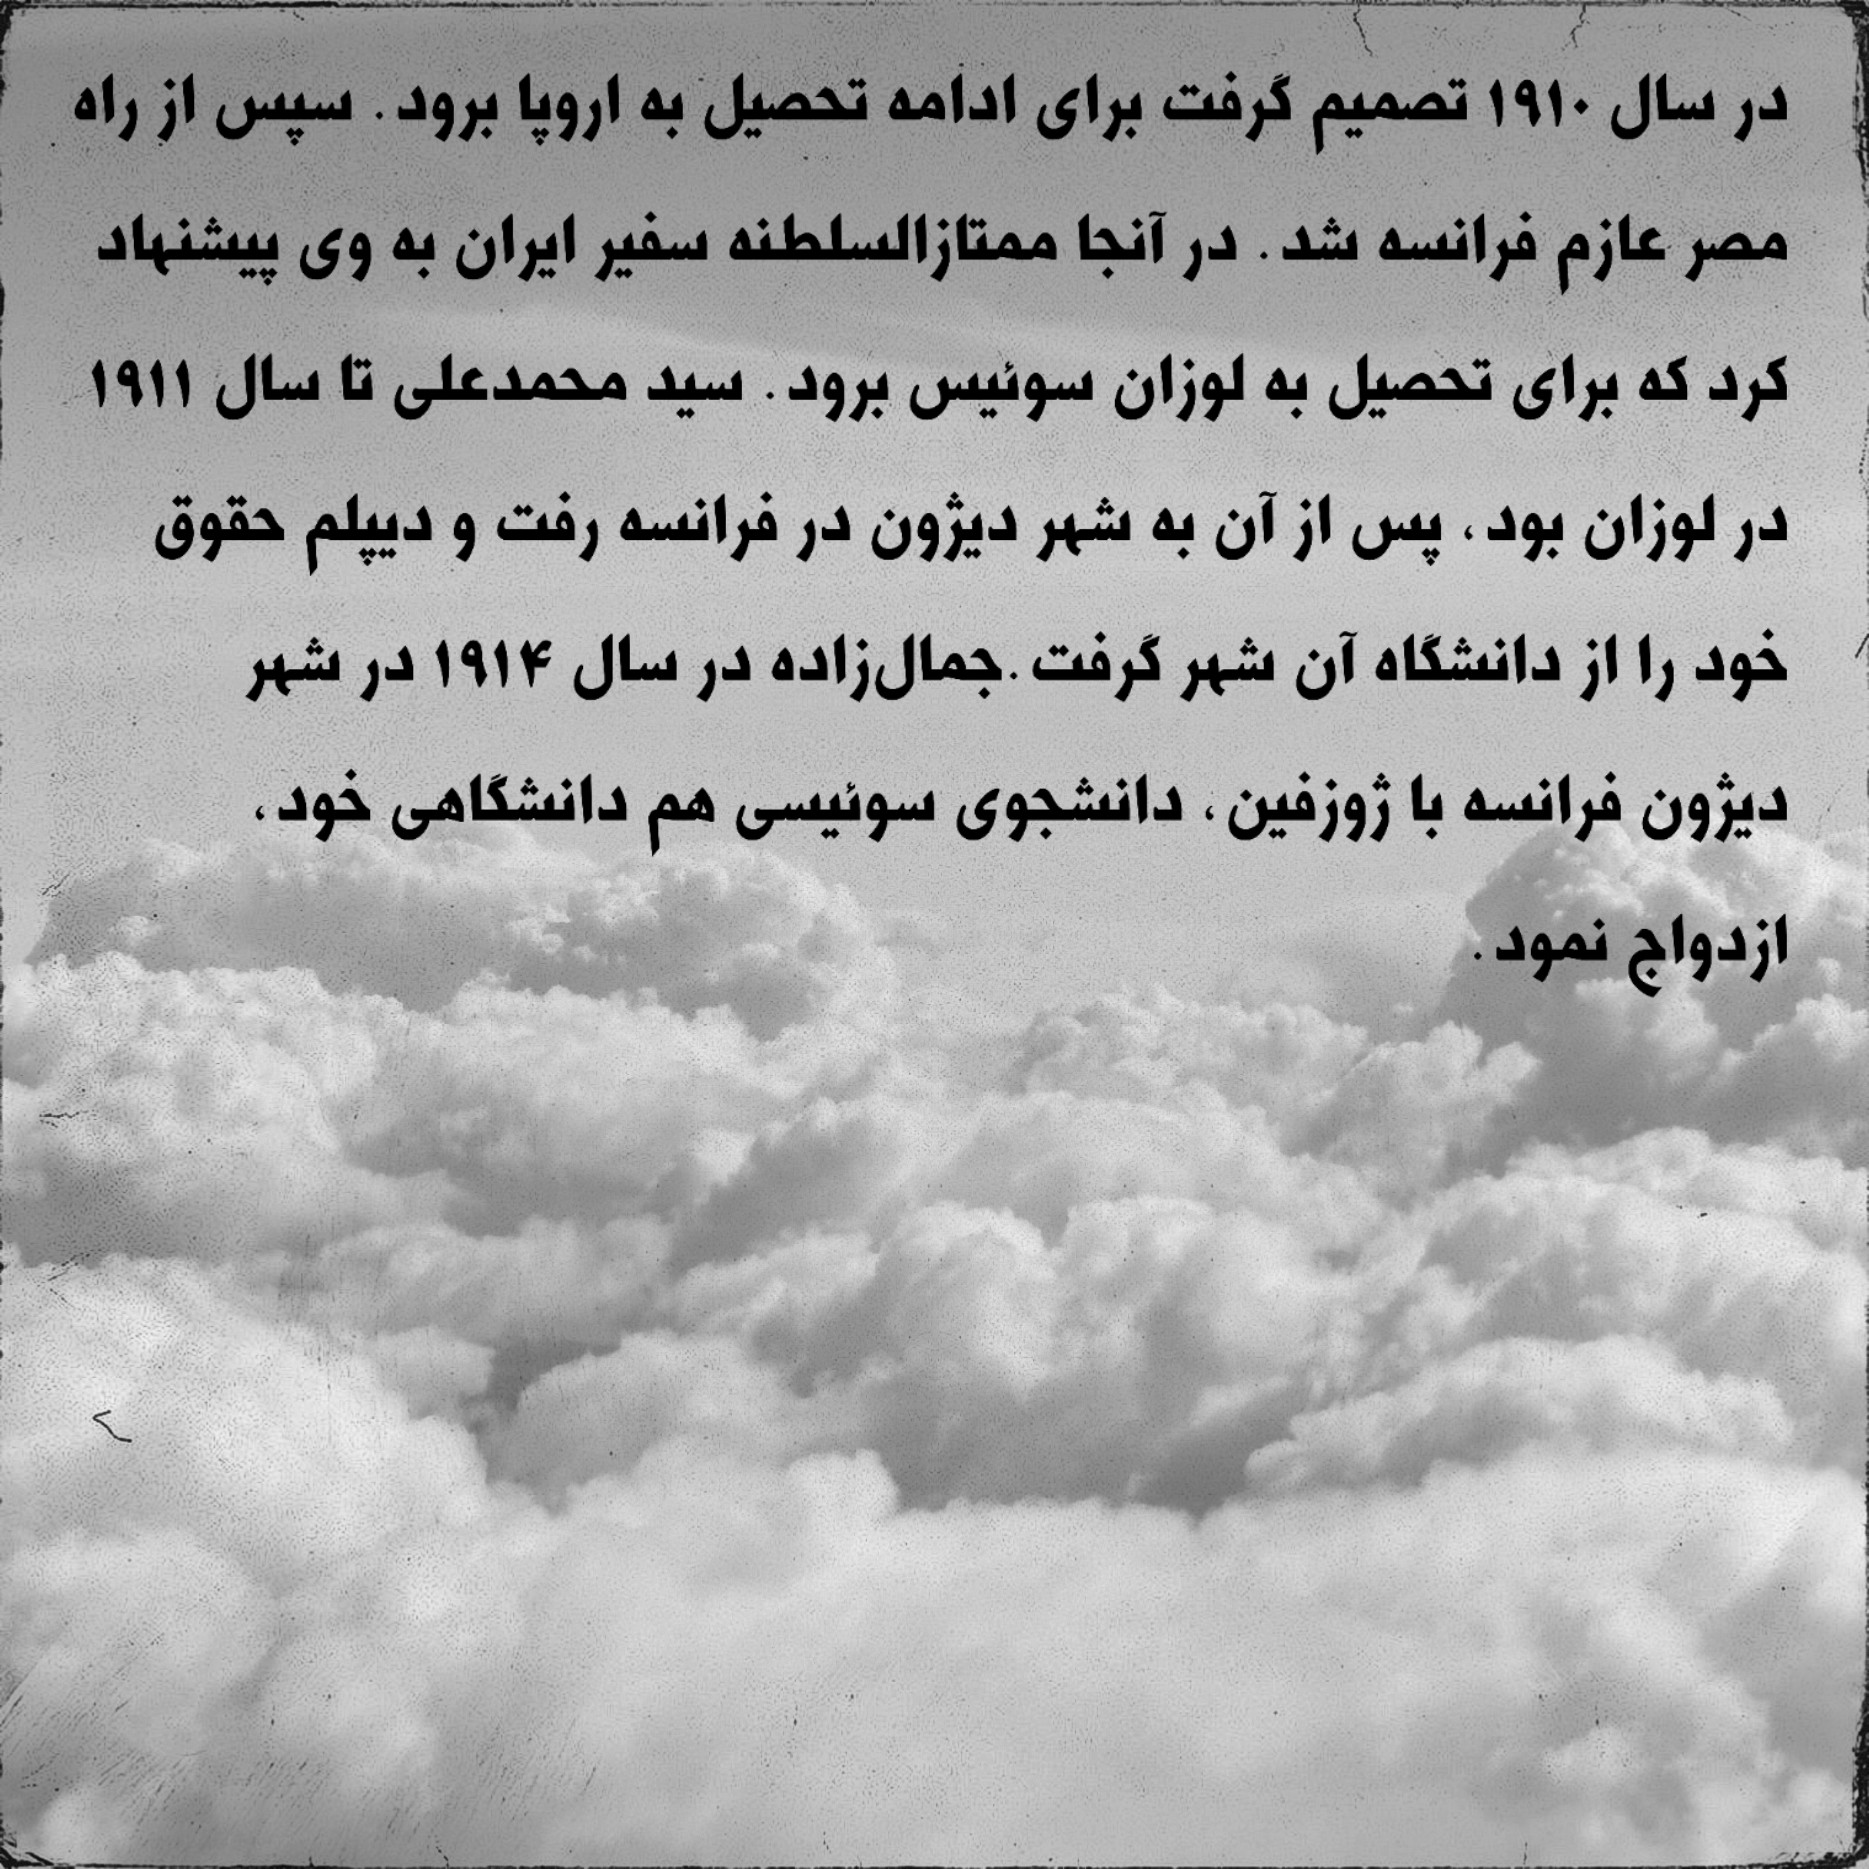 در سال ۱۹۱۰ تصمیم گرفت برای ادامه تحصیل به اروپا برود. سپس از راه
مصر عازم فرانسه شد. در آنجا ممتازالسلطنه سفیر ایران به وی پیشنهاد
کرد که برای تحصیل به لوزان سوئیس برود. سید محمدعلی تا سال ۱۹۱۱
در لوزان بود، پس از آن به شهر دیژون در فرانسه رفت و دیپلم حقوق
خود را از دانشگاه آن شهر گرفت.جمال‌زاده در سال ۱۹۱۴ در شهر
دیژون فرانسه با ژوزفین، دانشجوی سوئیسی هم دانشگاهی خود،
ازدواج نمود.